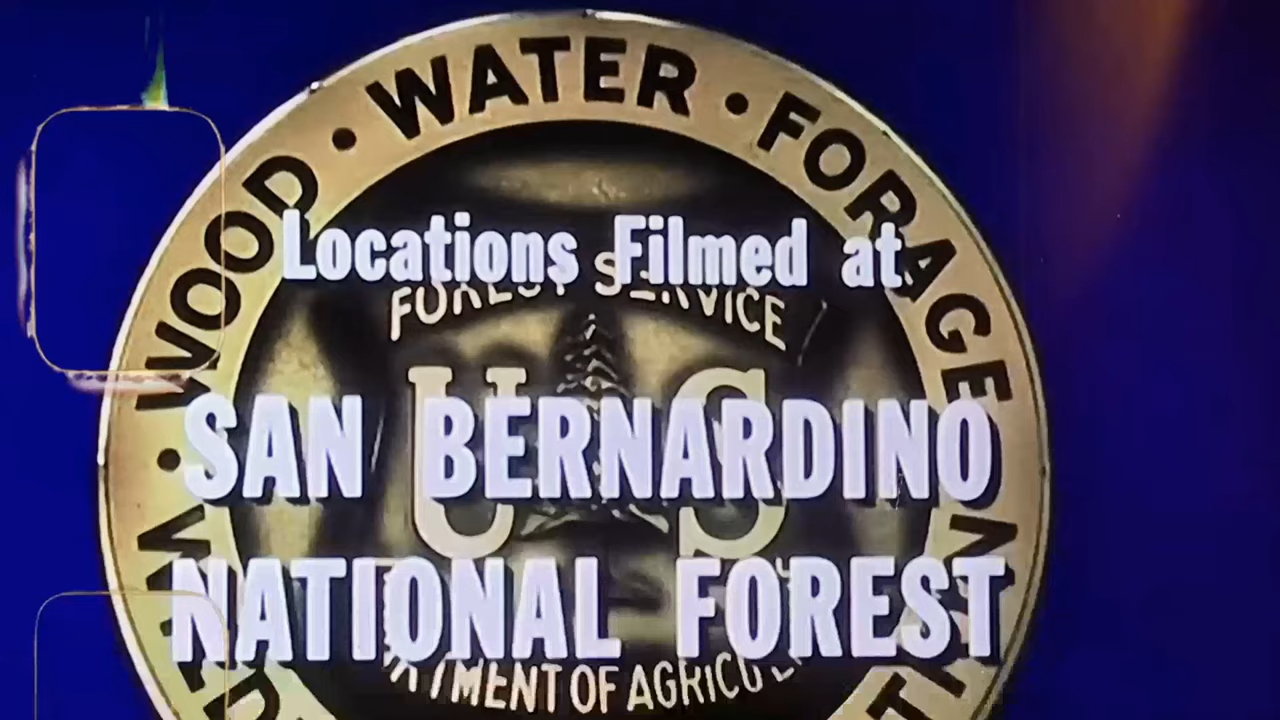 WOOD • WATER • FORAGE
Locations Filmed at
FOREST SERVICE
U S
SAN BERNARDINO
NATIONAL FOREST
MENT OF AGRICU